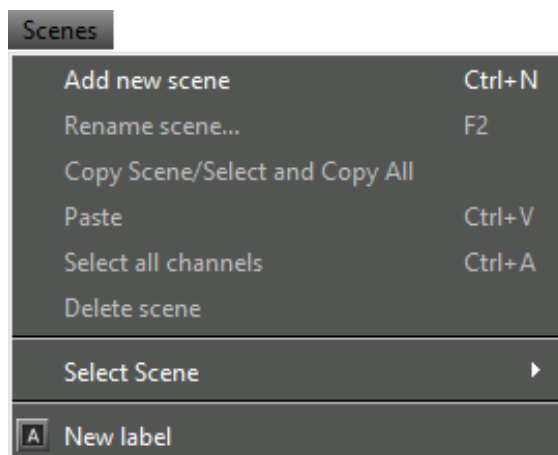 Scenes
Add new scene Ctrl+N
Rename scene... F2
Copy Scene/Select and Copy All
Paste Ctrl+V
Select all channels Ctrl+A
Delete scene
Select Scene
A New label